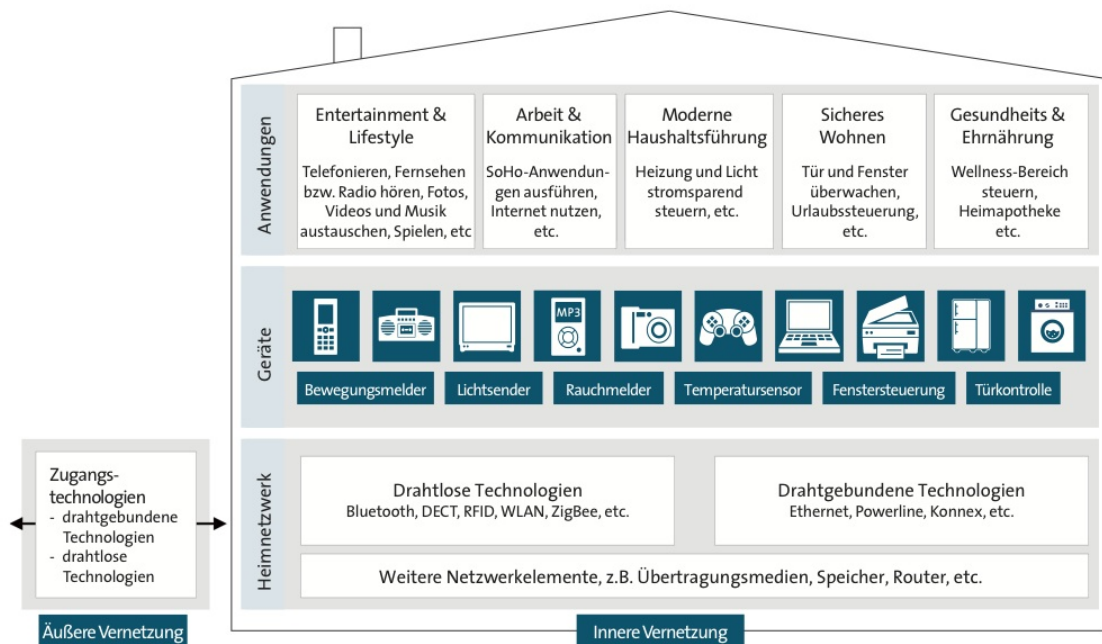 Anwendungen
Entertainment &
Lifestyle
Telefonieren, Fernsehen
bzw. Radio hören, Fotos,
Videos und Musik
austauschen, Spielen, etc
Arbeit &
Kommunikation
SoHo-Anwendun-
gen ausführen,
Internet nutzen,
etc.
Moderne
Haushaltsführung
Heizung und Licht
stromsparend
steuern, etc.
Sicheres
Wohnen
Tür und Fenster
überwachen,
Urlaubssteuerung,
etc.
Gesundheits &
Ehrnährung
Wellness-Bereich
steuern,
Heimapotheke
etc.
Geräte
MP3
Bewegungsmelder
Lichtsender
Rauchmelder
Temperatursensor
Fenstersteuerung
Türkontrolle
Heimnetzwerk
Drahtlose Technologien
Bluetooth, DECT, RFID, WLAN, ZigBee, etc.
Drahtgebundene Technologien
Ethernet, Powerline, Konnex, etc.
Weitere Netzwerkelemente, z.B. Übertragungsmedien, Speicher, Router, etc.
Zugangs-
technologien
- drahtgebundene
Technologien
- drahtlose
Technologien
Äußere Vernetzung
Innere Vernetzung